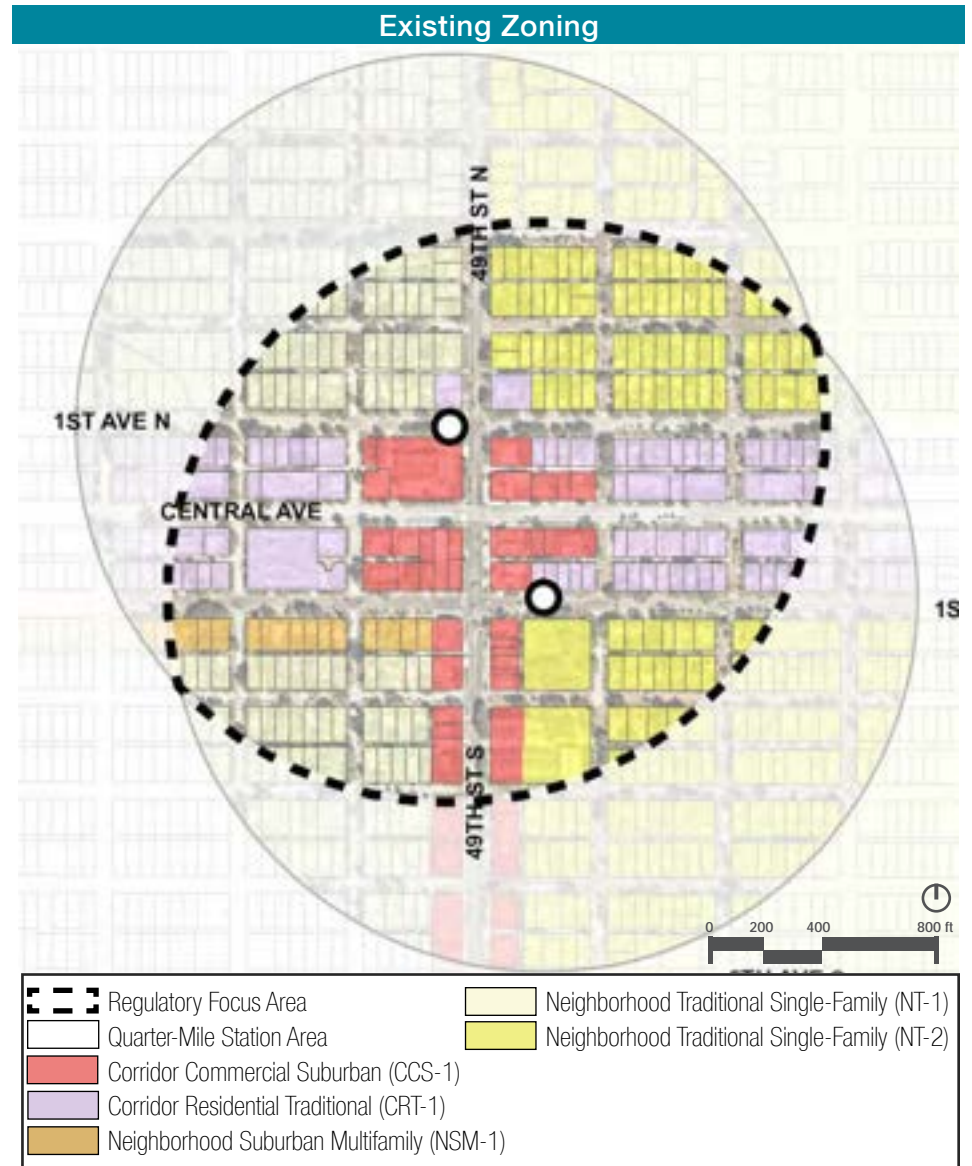 Existing Zoning
49TH ST N
1ST AVE N
CENTRAL AVE
1S
49TH ST S
0 200 400 800 ft
Regulatory Focus Area
Quarter-Mile Station Area
Corridor Commercial Suburban (CCS-1)
Corridor Residential Traditional (CRT-1)
Neighborhood Suburban Multifamily (NSM-1)
Neighborhood Traditional Single-Family (NT-1)
Neighborhood Traditional Single-Family (NT-2)